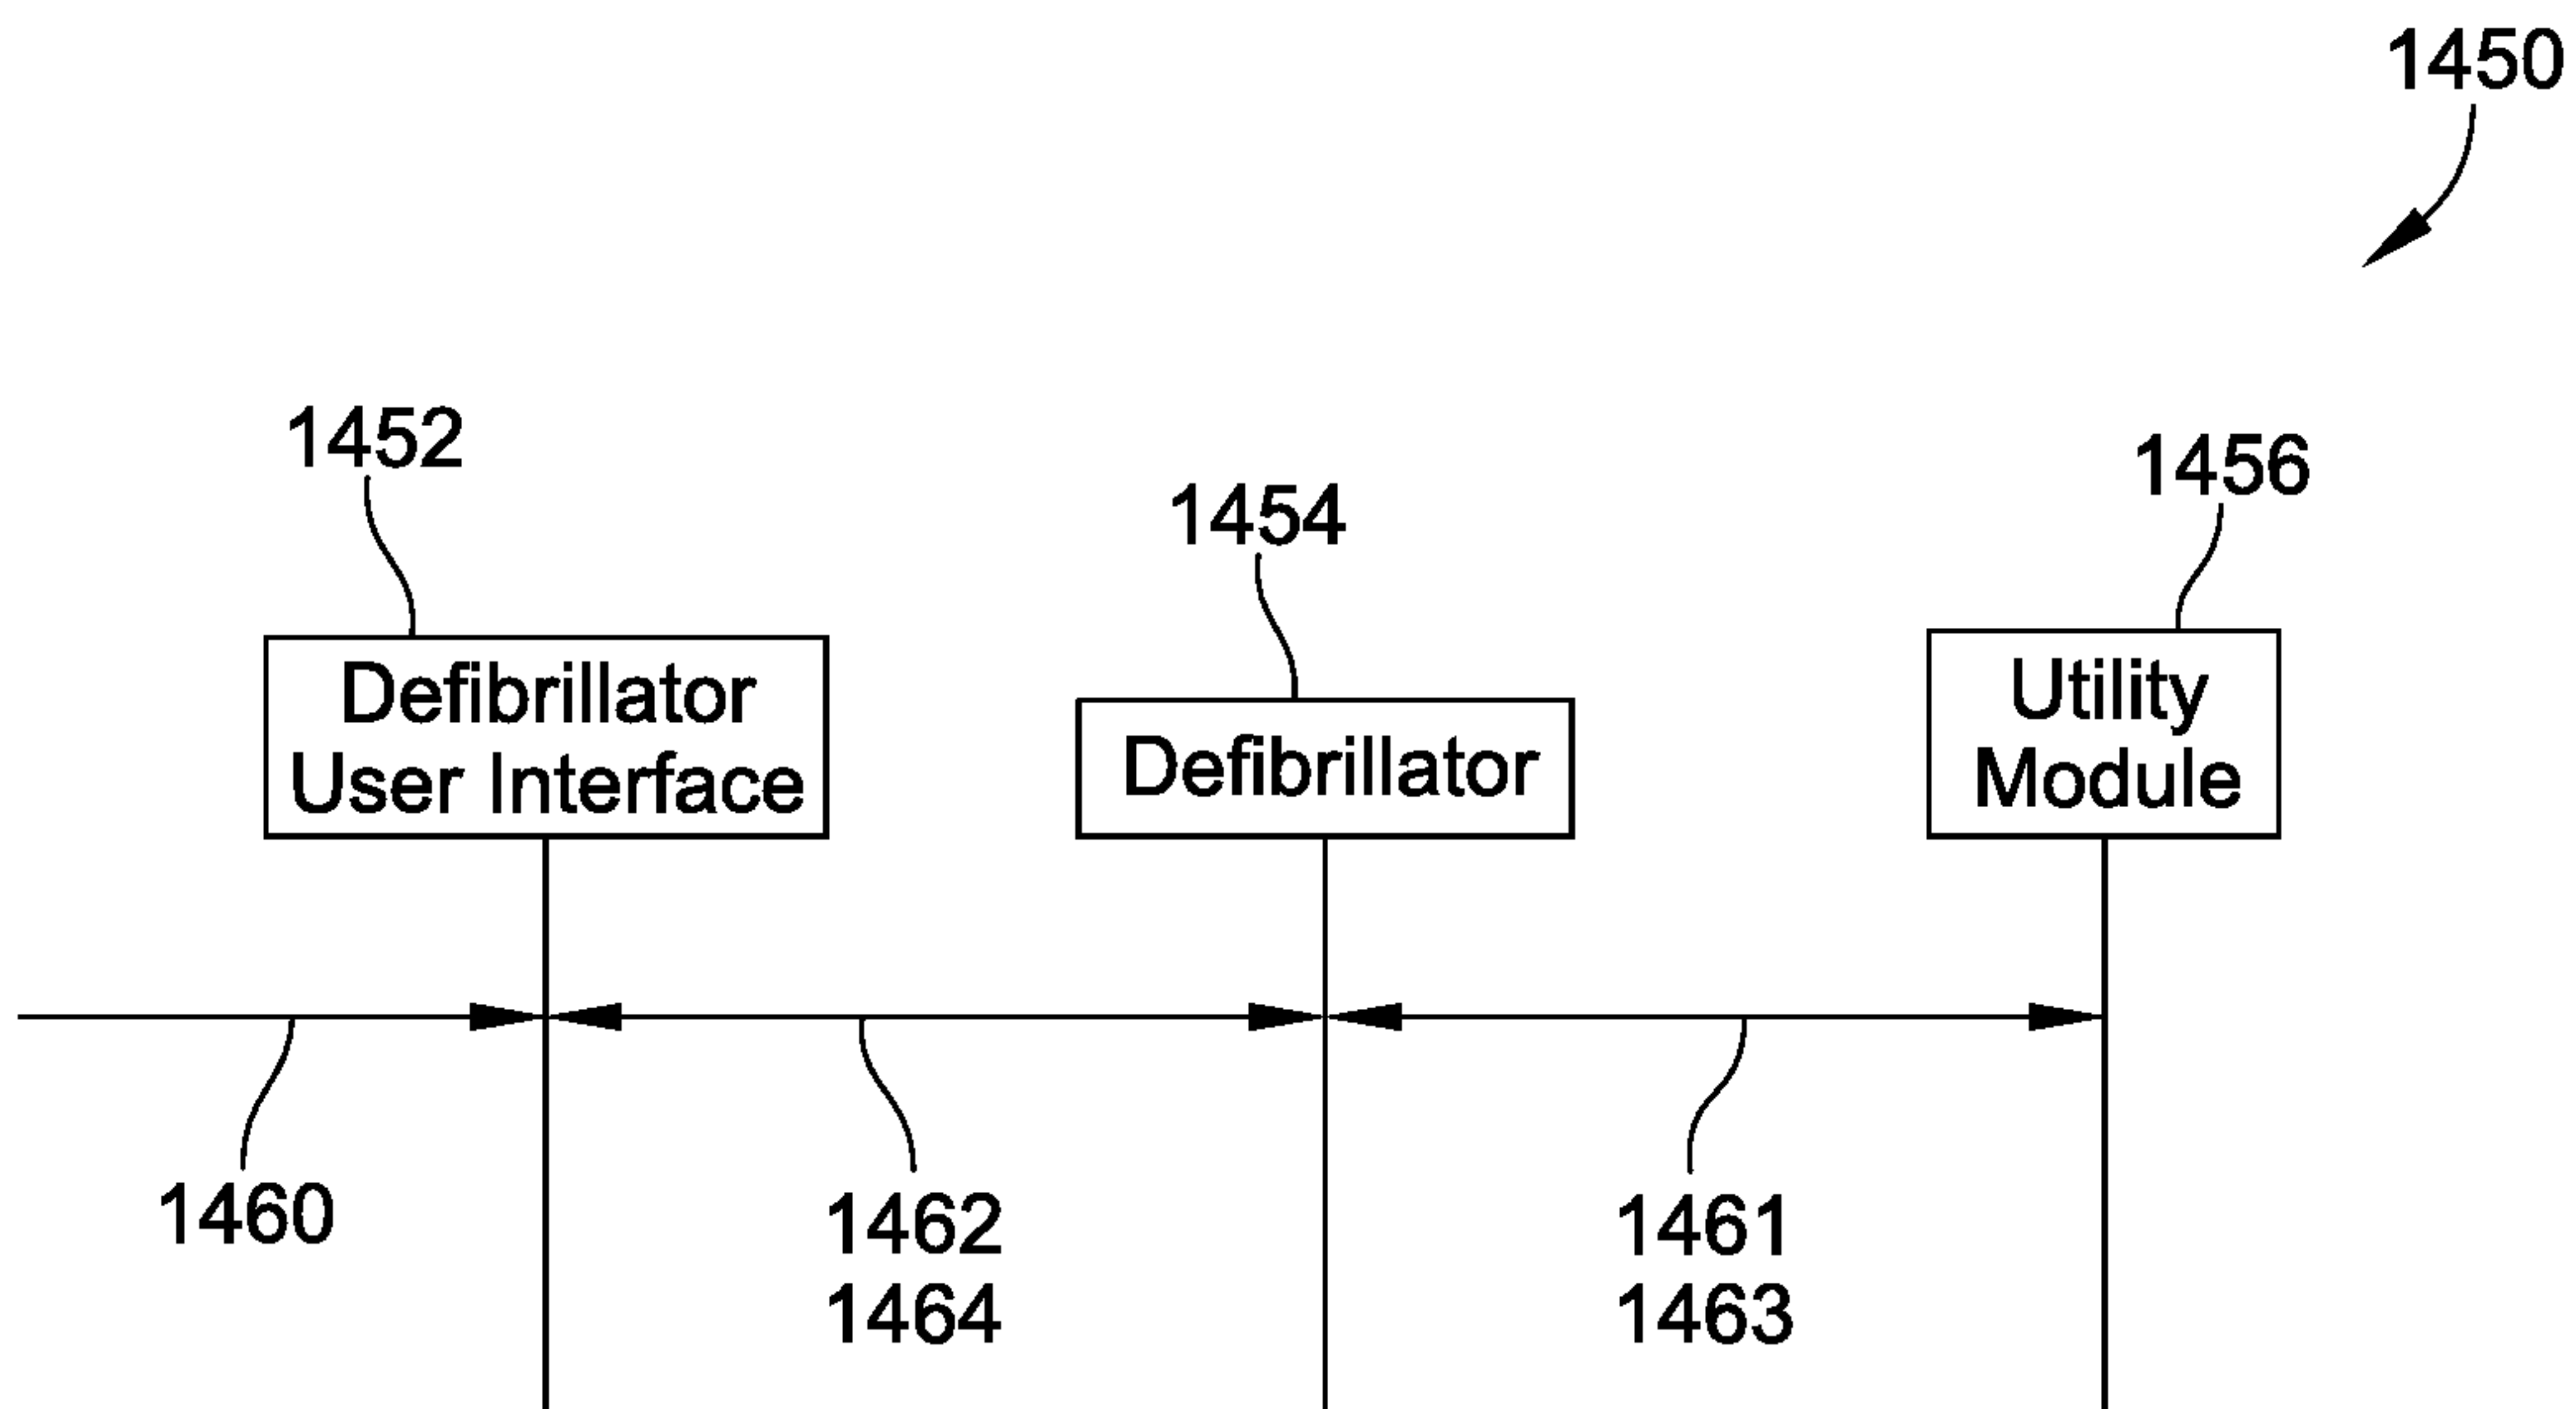 1450
1452
1454
1456
Defibrillator
User Interface
Defibrillator
Utility
Module
1460
1462
1464
1461
1463